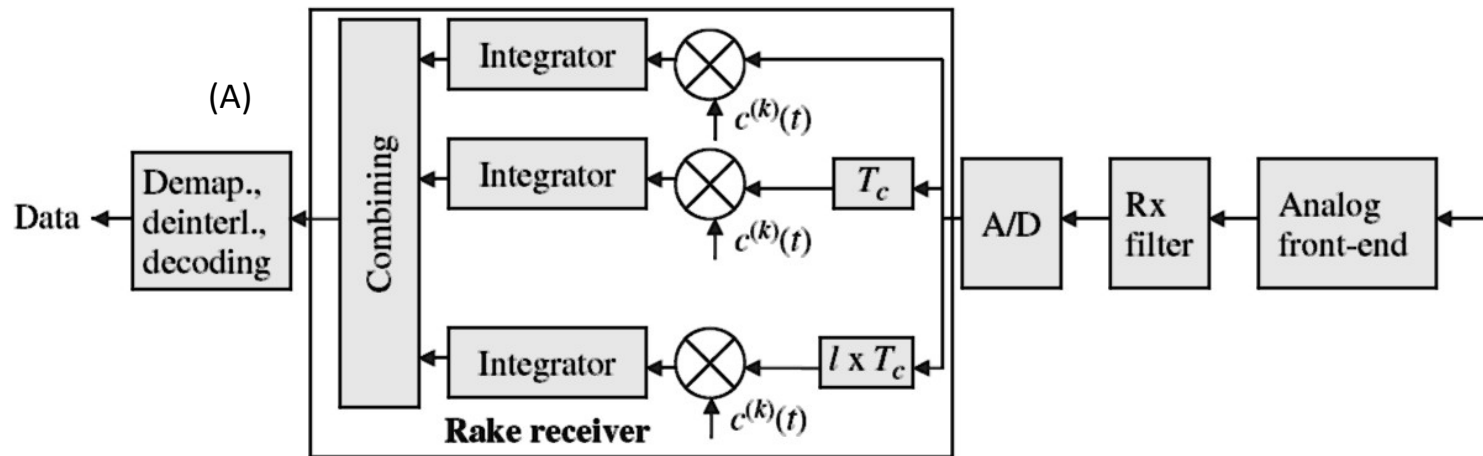 (A)
Data
Demap.,
deinterl.,
decoding
Combining
Integrator
c^{(k)}(t)
Integrator
c^{(k)}(t)
T_c
Integrator
c^{(k)}(t)
l x T_c
Rake receiver
A/D
Rx
filter
Analog
front-end